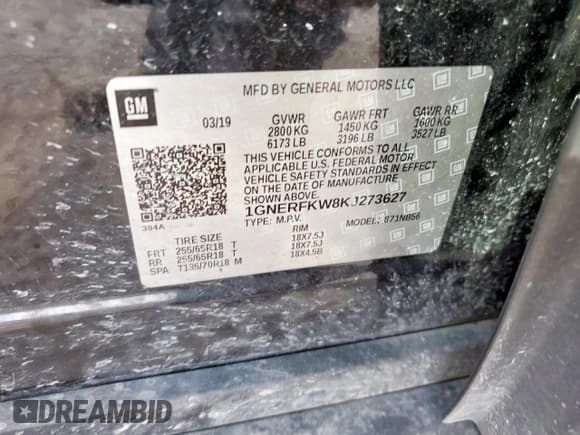 GM
MFD BY GENERAL MOTORS LLC
03/19 GVWR GAWR FRT GAWR RR
2800 KG 1450 KG 1600 KG
6173 LB 3196 LB 3527 LB
THIS VEHICLE CONFORMS TO ALL
APPLICABLE U.S. FEDERAL MOTOR
VEHICLE SAFETY STANDARDS IN EFFECT
ON THE DATE OF MANUFACTURE
SHOWN ABOVE.
1GNERFKW8KJ273627
384A TYPE: M.P.V. MODEL: 871NB56
TIRE SIZE RIM
FRT 255/65R18 T 18X7.5J
RR 255/65R18 T 18X7.5J
SPA T135/70R18 M 18X4.5B
DREAMBID